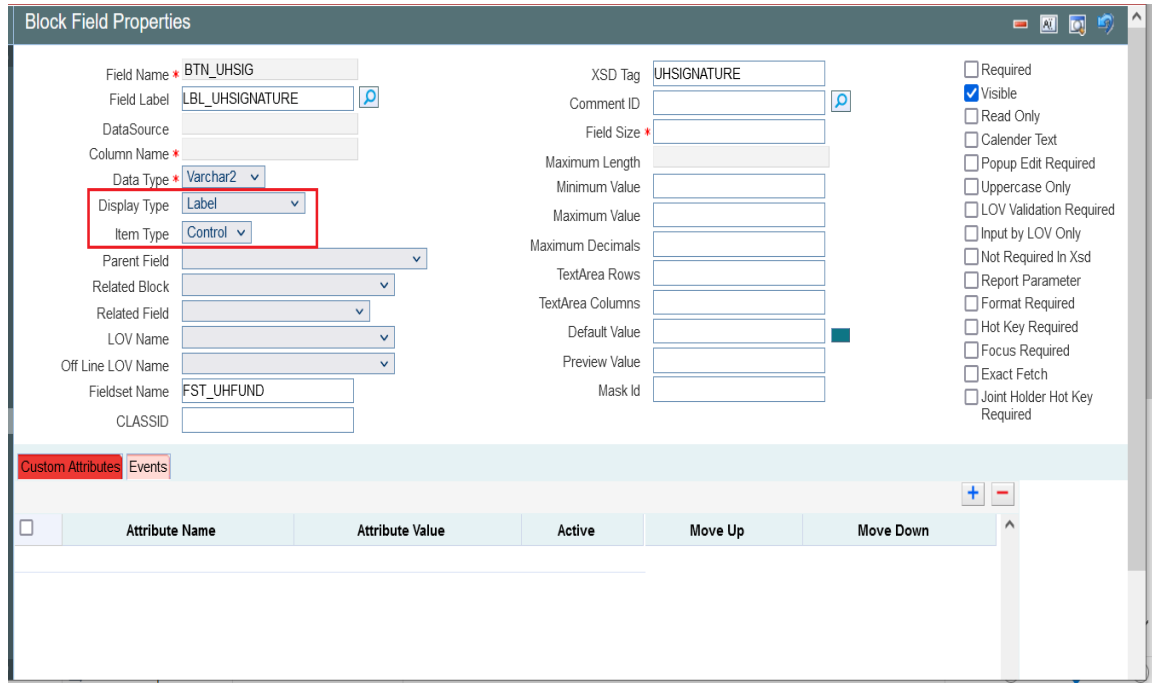 Block Field Properties
Field Name * BTN_UHSIG
Field Label LBL_UHSIGNATURE
DataSource
Column Name *
Data Type * Varchar2
Display Type Label
Item Type Control
Parent Field
Related Block
Related Field
LOV Name
Off Line LOV Name
Fieldset Name FST_UHFUND
CLASSID
XSD Tag UHSIGNATURE
Comment ID
Field Size *
Maximum Length
Minimum Value
Maximum Value
Maximum Decimals
TextArea Rows
TextArea Columns
Default Value
Preview Value
Mask Id
Required
Visible
Read Only
Calender Text
Popup Edit Required
Uppercase Only
LOV Validation Required
Input by LOV Only
Not Required In Xsd
Report Parameter
Format Required
Hot Key Required
Focus Required
Exact Fetch
Joint Holder Hot Key
Required
Custom Attributes Events
Attribute Name Attribute Value Active Move Up Move Down